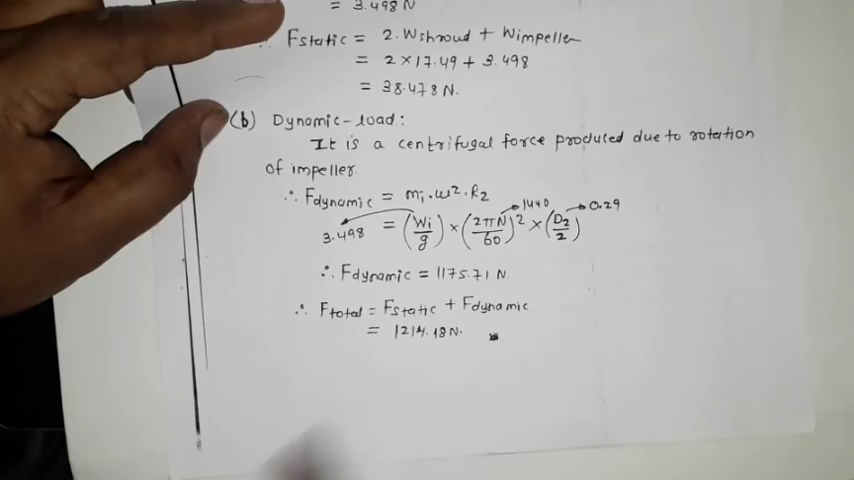 = 3.498 N
∴ Fstatic = 2.Wshroud + Wimpeller
= 2 × 17.49 + 3.498
= 38.478 N.
(b) Dynamic-load:
It is a centrifugal force produced due to rotation
of impeller.
∴ Fdynamic = mi.ω².R2
3.498 = (Wi/g) × (2πN/60)² × (D2/2) 1440 0.29
∴ Fdynamic = 1175.71 N.
∴ Ftotal = Fstatic + Fdynamic
= 1214.18 N.